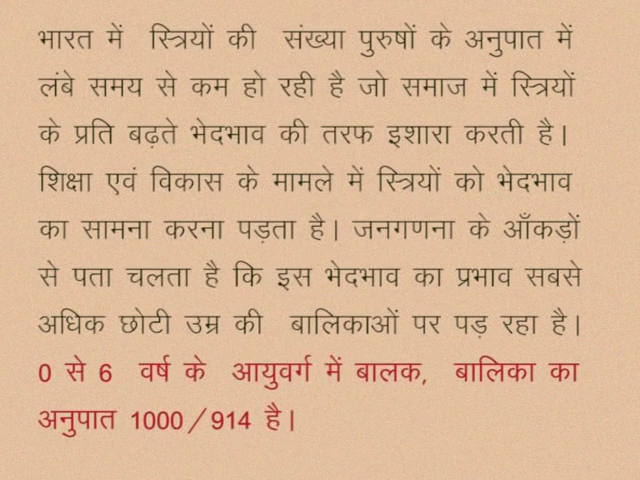 भारत में स्त्रियों की संख्या पुरुषों के अनुपात में
लंबे समय से कम हो रही है जो समाज में स्त्रियों
के प्रति बढ़ते भेदभाव की तरफ इशारा करती है।
शिक्षा एवं विकास के मामले में स्त्रियों को भेदभाव
का सामना करना पड़ता है। जनगणना के आँकड़ों
से पता चलता है कि इस भेदभाव का प्रभाव सबसे
अधिक छोटी उम्र की बालिकाओं पर पड़ रहा है।
0 से 6 वर्ष के आयुवर्ग में बालक, बालिका का
अनुपात 1000/914 है।